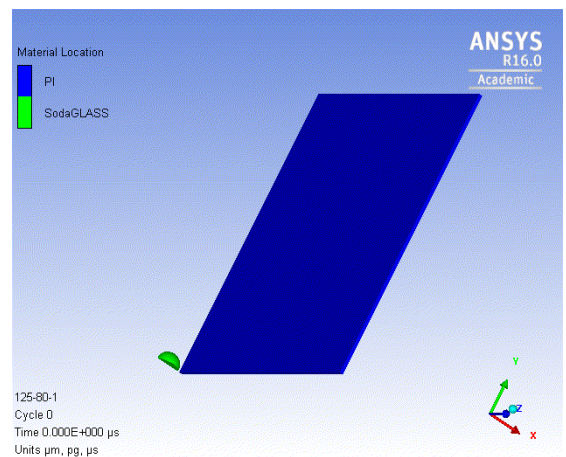 Material Location
PI
SodaGLASS
ANSYS
R16.0
Academic
125-80-1
Cycle 0
Time 0.000E+000 µs
Units µm, pg, µs
Y
Z
X